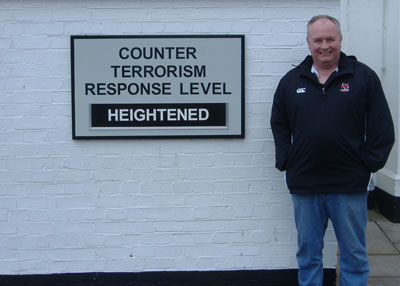 COUNTER
TERRORISM
RESPONSE LEVEL
HEIGHTENED